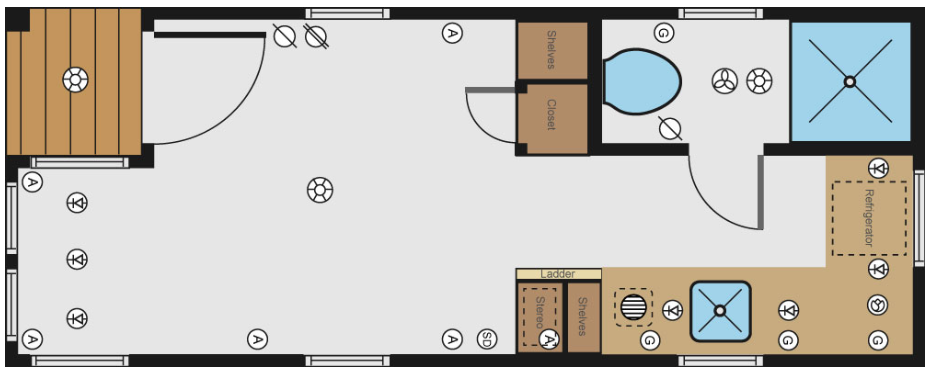 Shelves
A
G
Closet
A
A
Refrigerator
Ladder
Stereo
Shelves
A
A
A
SD
A
G
G
G